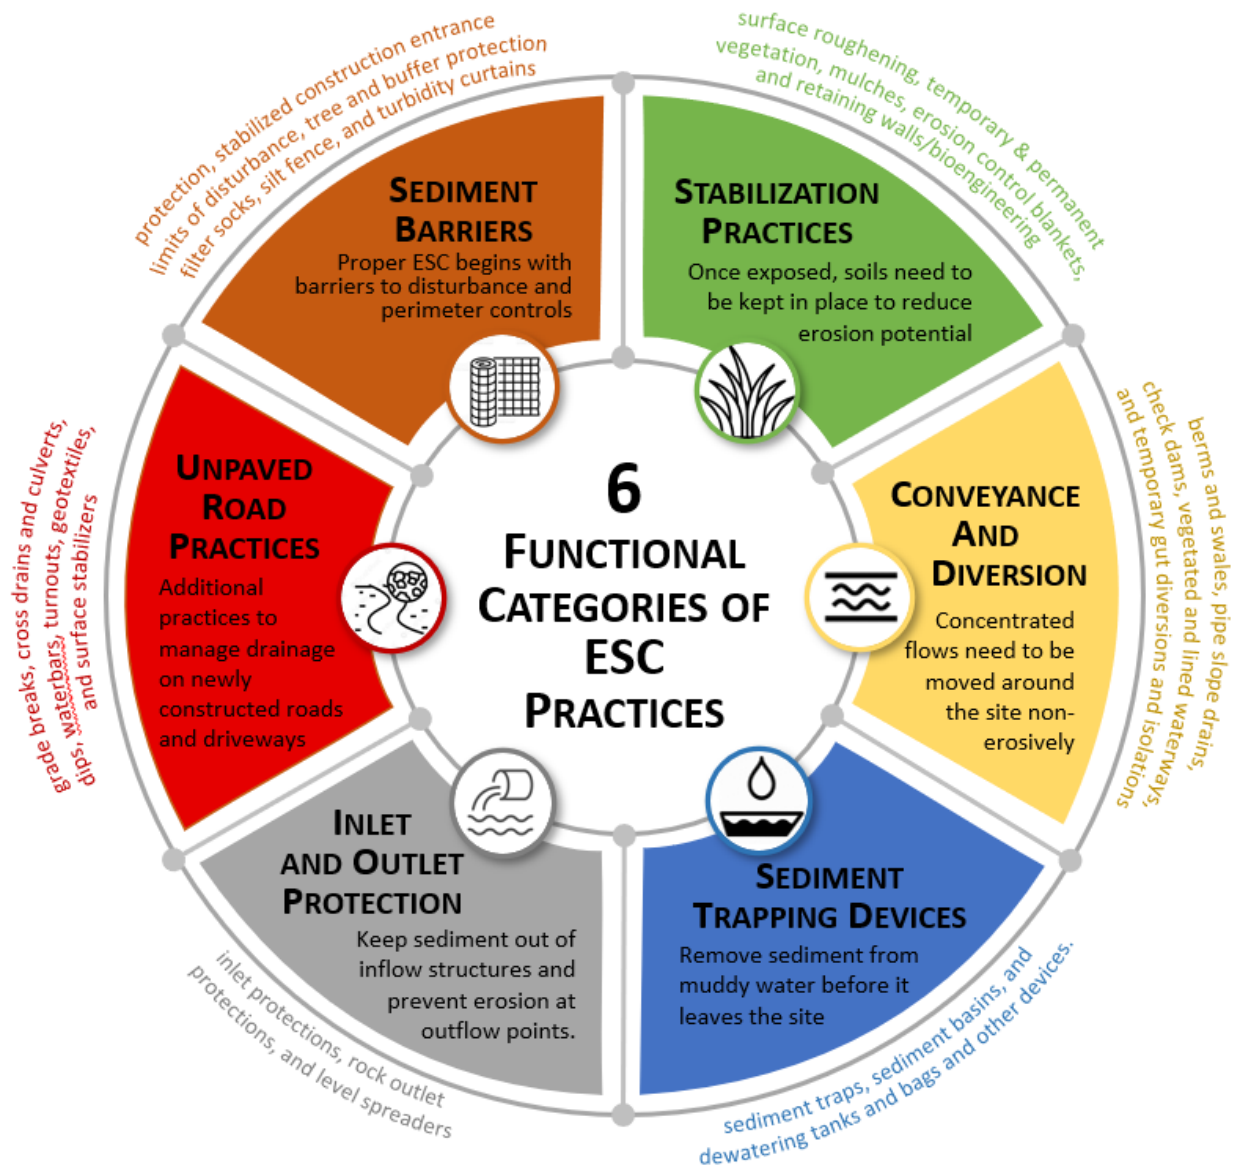 6
FUNCTIONAL
CATEGORIES OF
ESC
PRACTICES
protection, stabilized construction entrance
limits of disturbance, tree and buffer protection
filter socks, silt fence, and turbidity curtains
SEDIMENT
BARRIERS
Proper ESC begins with
barriers to disturbance and
perimeter controls
surface roughening, temporary & permanent
vegetation, mulches, erosion control blankets,
and retaining walls/bioengineering
STABILIZATION
PRACTICES
Once exposed, soils need to
be kept in place to reduce
erosion potential
berms and swales, pipe slope drains,
check dams, vegetated and lined waterways,
and temporary gut diversions and isolations
CONVEYANCE
AND
DIVERSION
Concentrated
flows need to be
moved around
the site non-
erosively
SEDIMENT
TRAPPING DEVICES
Remove sediment from
muddy water before it
leaves the site
sediment traps, sediment basins, and
dewatering tanks and bags and other devices.
INLET
AND OUTLET
PROTECTION
Keep sediment out of
inflow structures and
prevent erosion at
outflow points.
inlet protections, rock outlet
protections, and level spreaders
UNPAVED
ROAD
PRACTICES
Additional
practices to
manage drainage
on newly
constructed roads
and driveways
grade breaks, cross drains and culverts,
dips, waterbars, turnouts, geotextiles,
and surface stabilizers